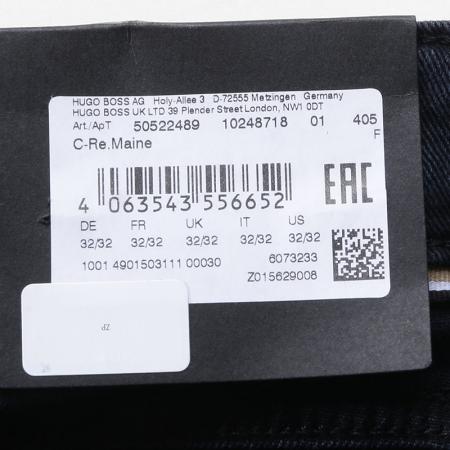 HUGO BOSS AG Holy-Allee 3 D-72555 Metzingen Germany
HUGO BOSS UK LTD 39 Plender Street London, NW1 0DT
Art./ApT 50522489 10248718 01 405
F
C-Re.Maine
EAC
4 063543 556652
DE FR UK IT US
32/32 32/32 32/32 32/32 32/32
1001 4901503111 00030 6073233
Z015629008